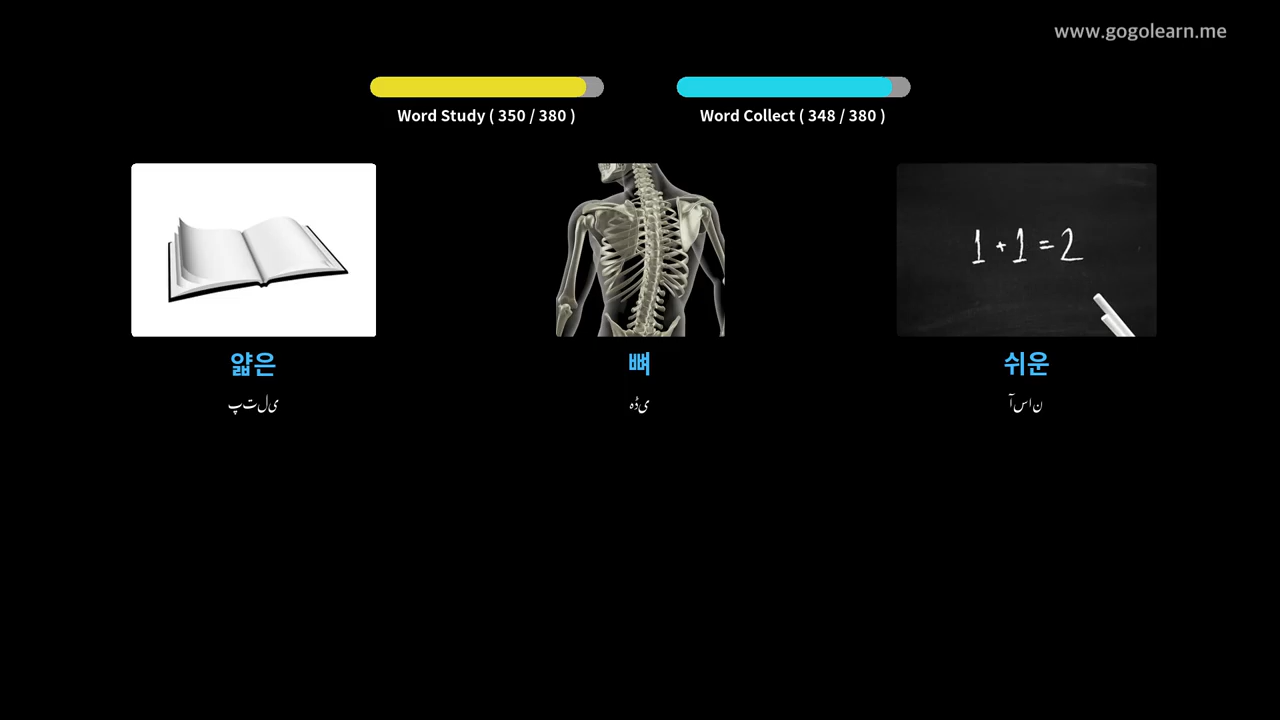 www.gogolearn.me
Word Study ( 350 / 380 )
Word Collect ( 348 / 380 )
얇은
뼈
쉬운
پتلی
ہڈی
آسان
1 + 1 = 2